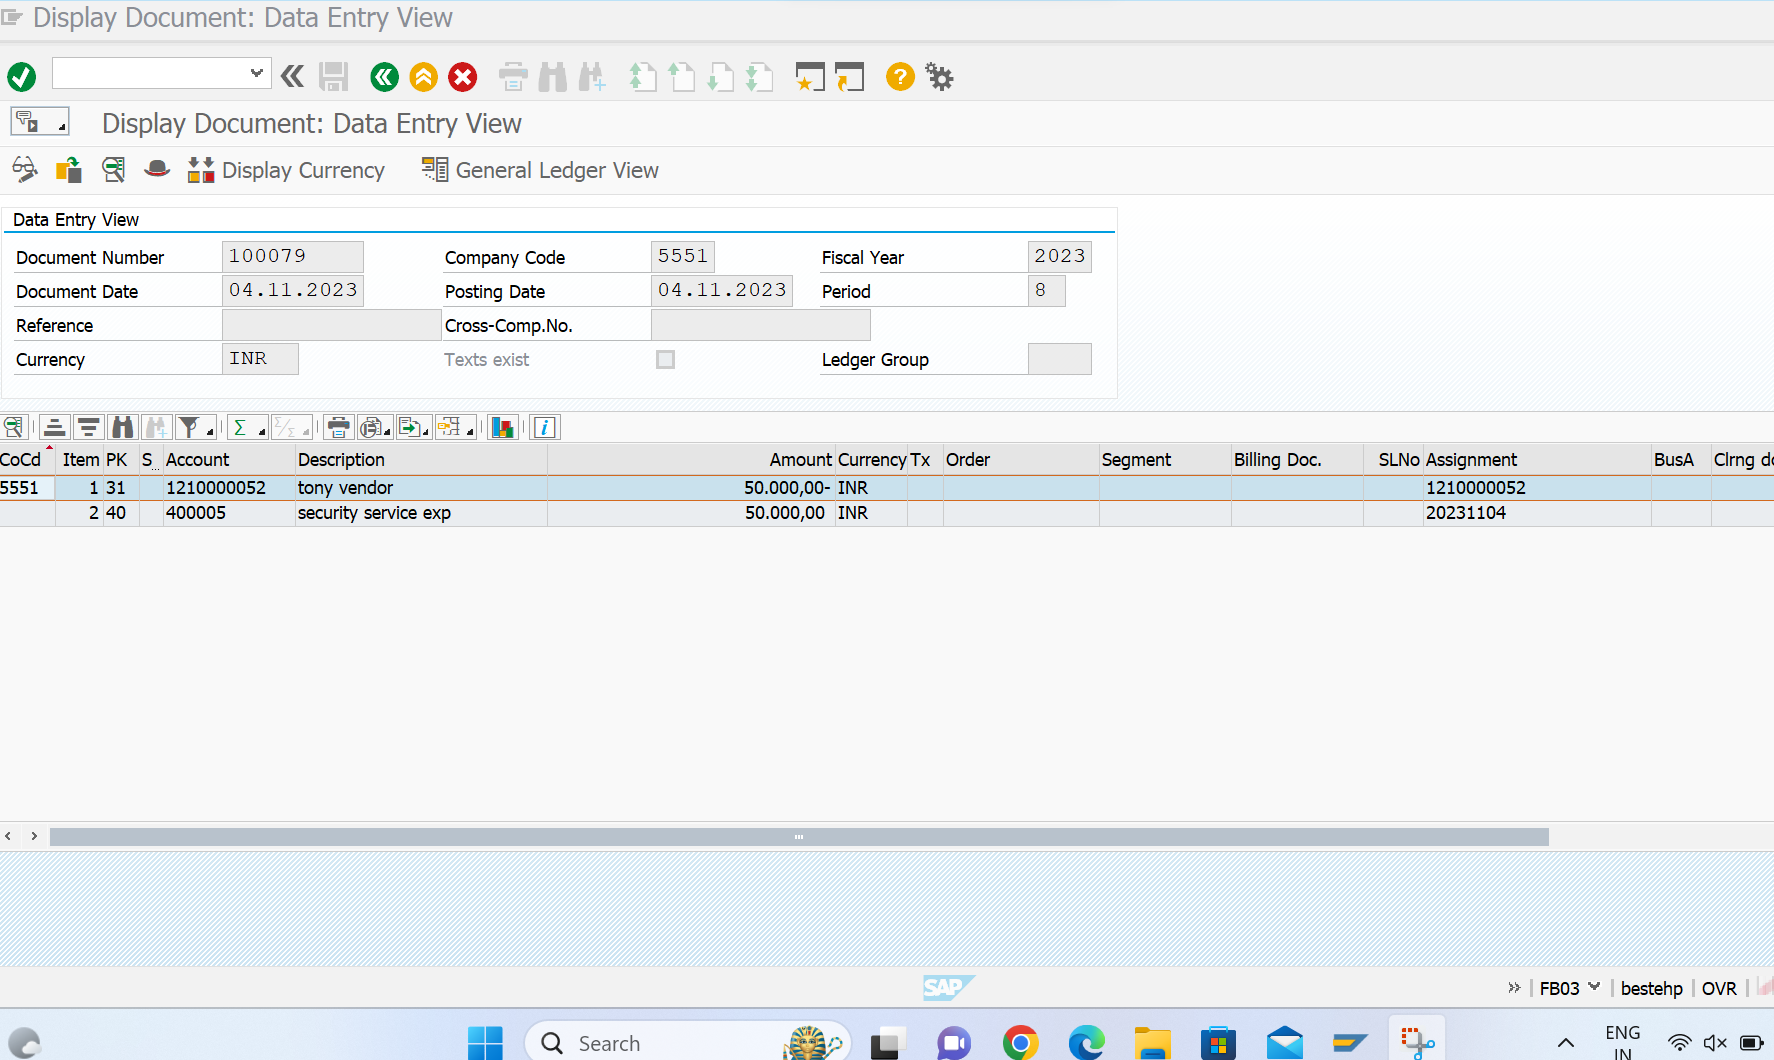 Display Document: Data Entry View
Display Document: Data Entry View
Display Currency General Ledger View
Data Entry View
Document Number 100079 Company Code 5551 Fiscal Year 2023
Document Date 04.11.2023 Posting Date 04.11.2023 Period 8
Reference Cross-Comp.No.
Currency INR Texts exist Ledger Group
CoCd Item PK S... Account Description Amount Currency Tx Order Segment Billing Doc. SLNo Assignment BusA Clrng do
5551 1 31 1210000052 tony vendor 50.000,00- INR 1210000052
2 40 400005 security service exp 50.000,00 INR 20231104
SAP
FB03 bestehp OVR
Search
ENG
IN